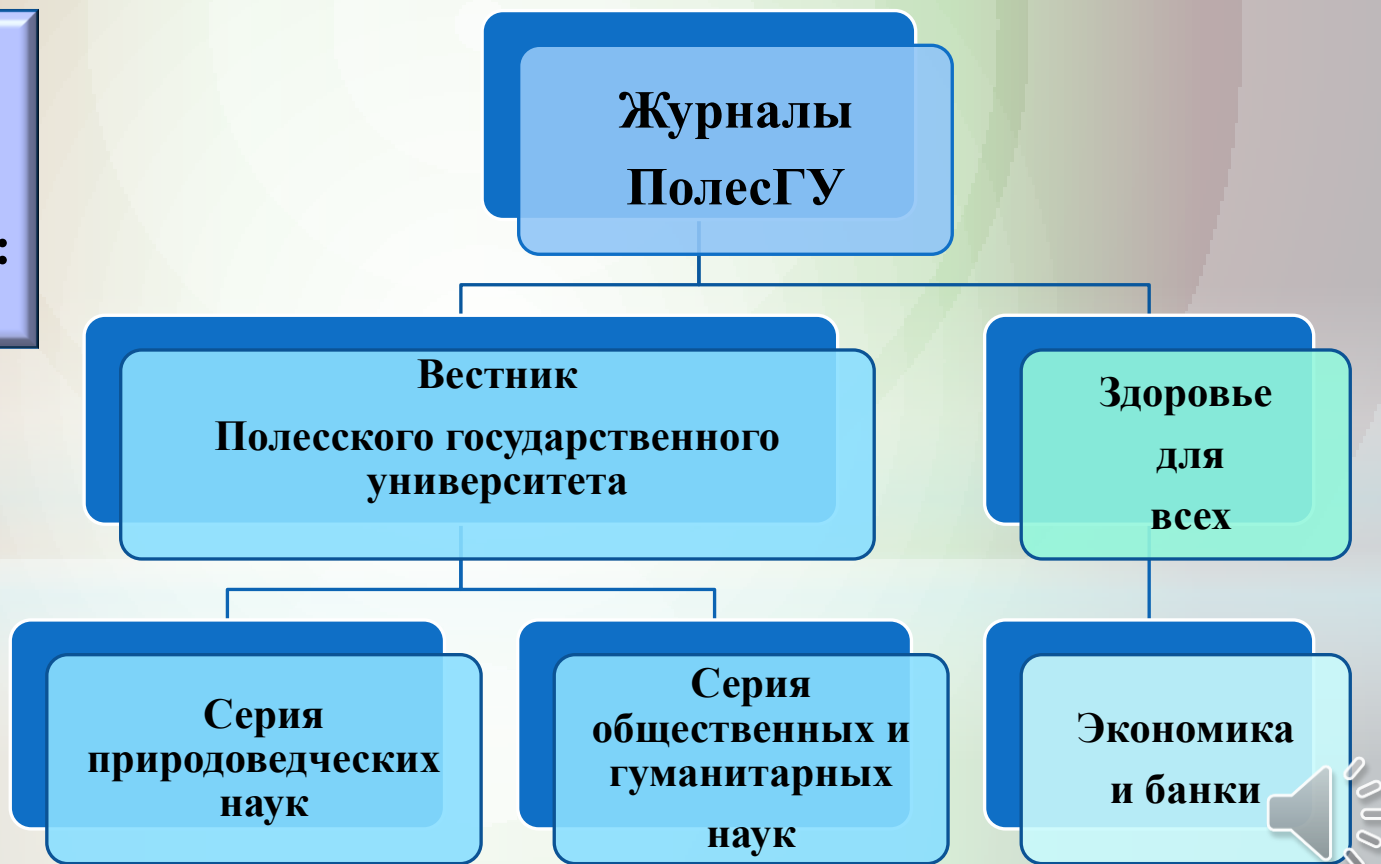 :
Журналы
ПолесГУ
Вестник
Полесского государственного
университета
Здоровье
для
всех
Серия
природоведческих
наук
Серия
общественных и
гуманитарных
наук
Экономика
и банки